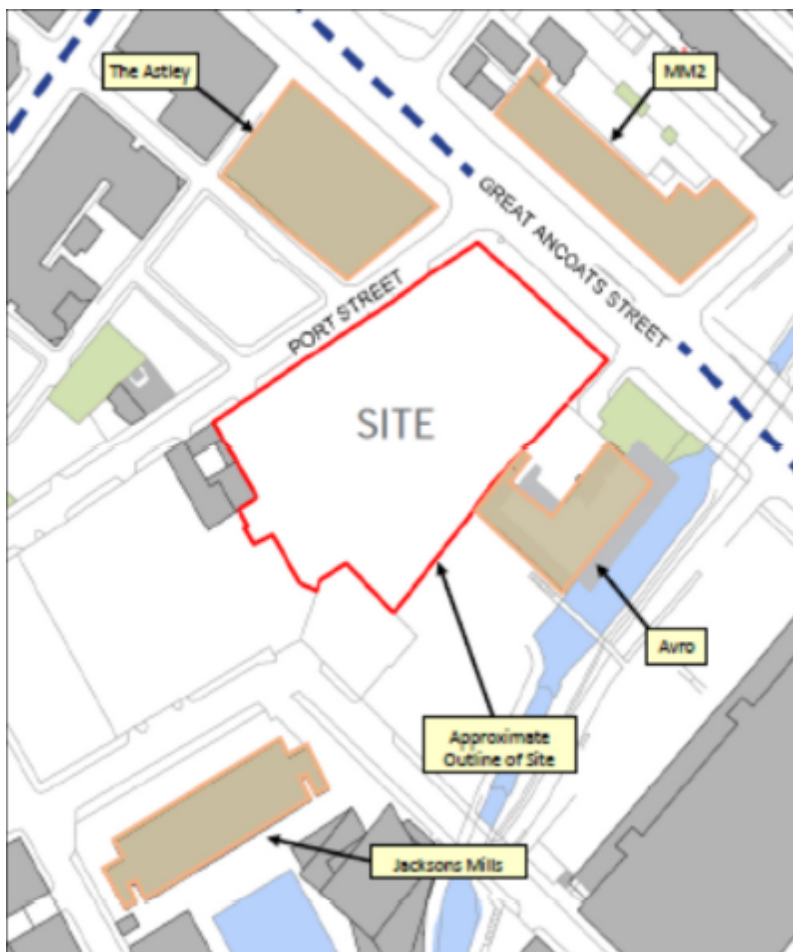 The Astley
MM2
GREAT ANCOATS STREET
PORT STREET
SITE
Avro
Approximate
Outline of Site
Jacksons Mills